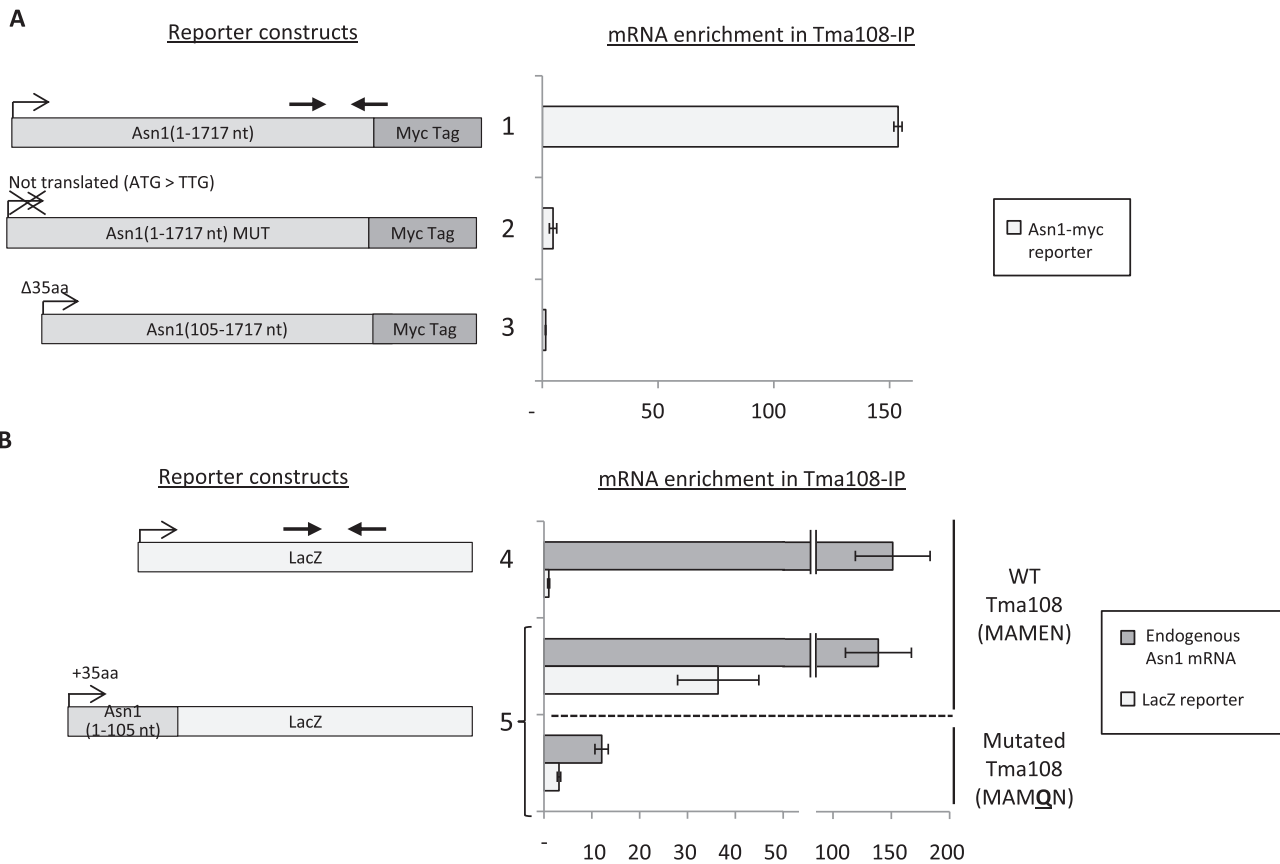 A
Reporter constructs
mRNA enrichment in Tma108-IP
Asn1(1-1717 nt)
Myc Tag
1
Not translated (ATG > TTG)
Asn1(1-1717 nt) MUT
Myc Tag
2
Asn1-myc
reporter
Δ35aa
Asn1(105-1717 nt)
Myc Tag
3
-
50
100
150
B
Reporter constructs
mRNA enrichment in Tma108-IP
LacZ
4
WT
Tma108
(MAMEN)
Endogenous
Asn1 mRNA
LacZ reporter
+35aa
Asn1
(1-105 nt)
LacZ
5
Mutated
Tma108
(MAMQN)
-
10
20
30
40
50
100
150
200